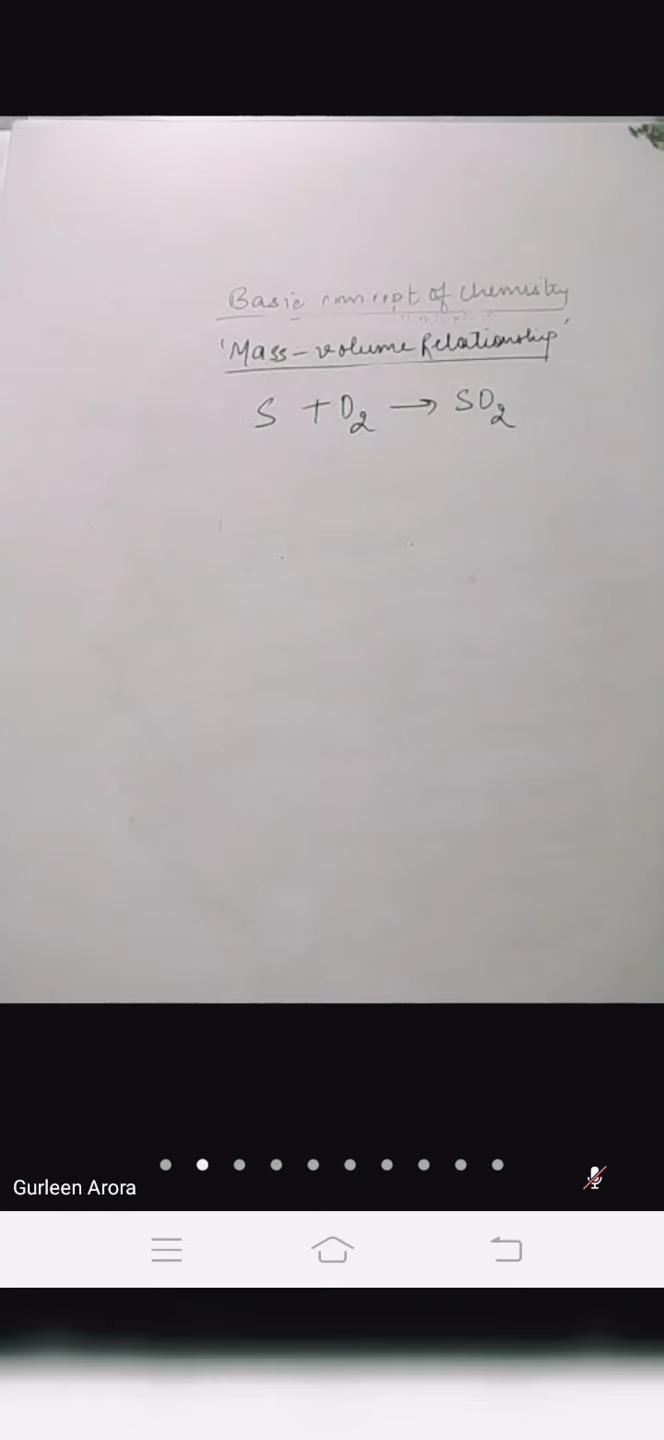 Basic concept of Chemistry
'Mass-volume Relationship'
S + O₂ → SO₂
Gurleen Arora